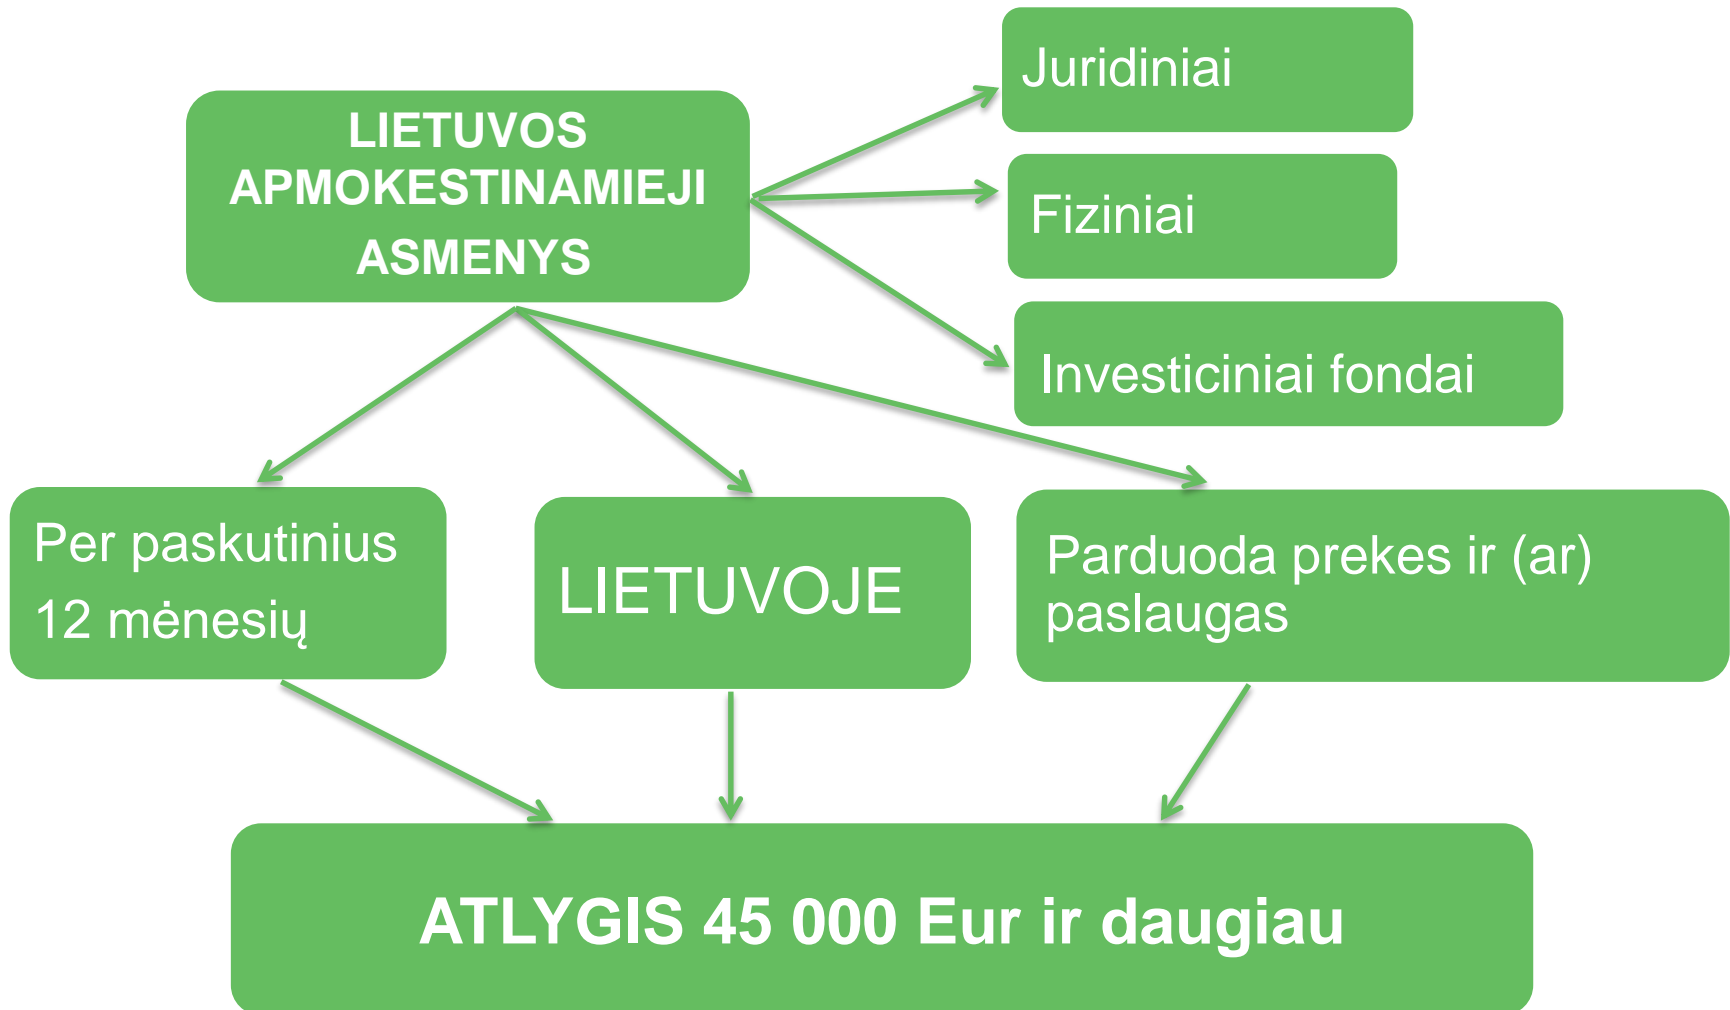 Juridiniai
LIETUVOS
APMOKESTINAMIEJI
ASMENYS
Fiziniai
Investiciniai fondai
Per paskutinius
12 mėnesių
LIETUVOJE
Parduoda prekes ir (ar)
paslaugas
ATLYGIS 45 000 Eur ir daugiau